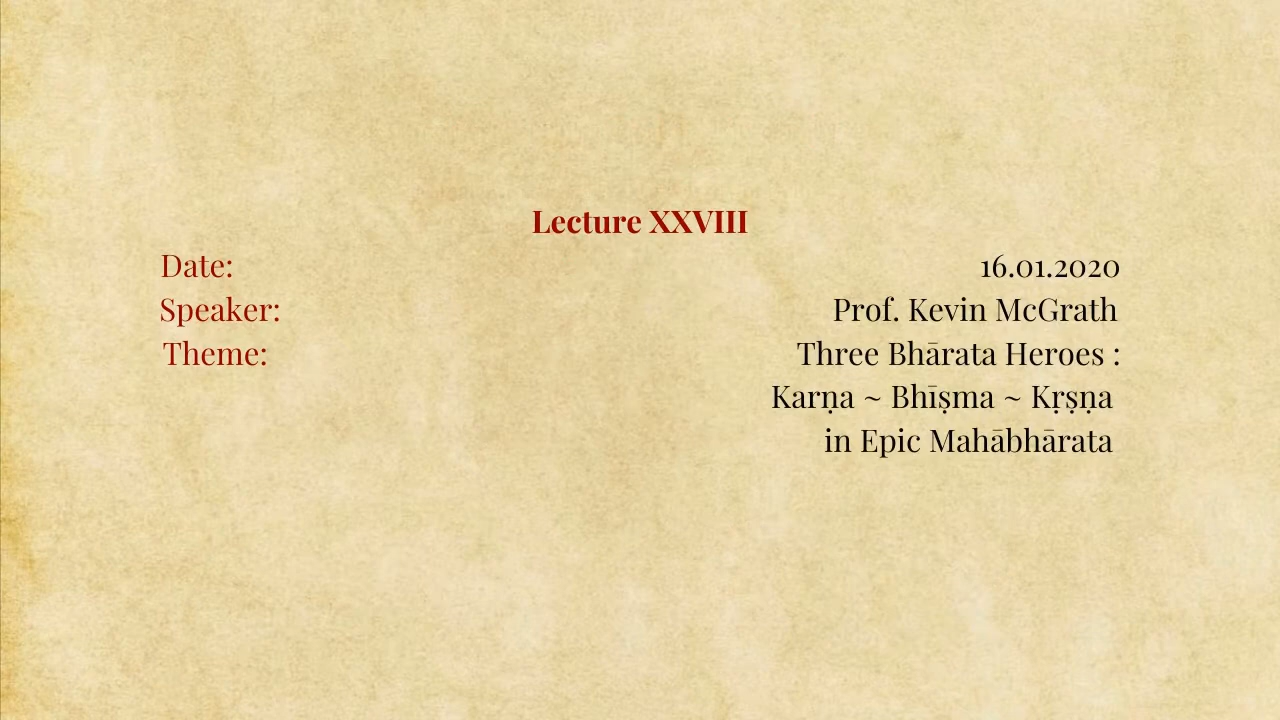 Lecture XXVIII
Date: 16.01.2020
Speaker: Prof. Kevin McGrath
Theme: Three Bhārata Heroes :
Karṇa ~ Bhīṣma ~ Kṛṣṇa
in Epic Mahābhārata